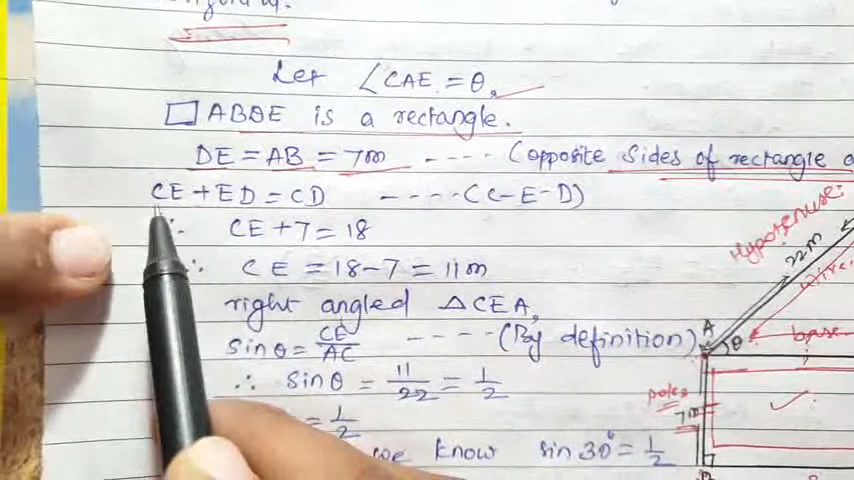 Let ∠CAE = θ,
□ ABDE is a rectangle.
DE = AB = 7m ---- (opposite sides of rectangle
CE + ED = CD ---- (C-E-D)
∴ CE + 7 = 18
∴ CE = 18 - 7 = 11m
right angled △CEA,
sin θ = CE/AC ---- (By definition)
∴ sin θ = 11/22 = 1/2
= 1/2
we know sin 30° = 1/2
Hypotenuse
22m
wire
A
θ
base
?
poles
7m